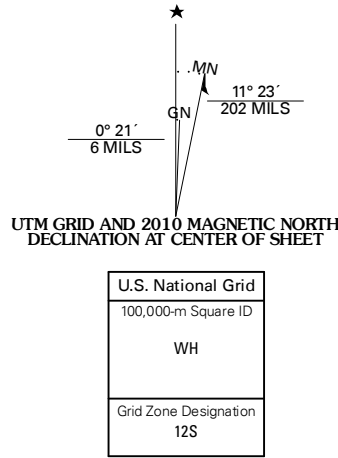 ★
MN
GN
11° 23´
202 MILS
0° 21´
6 MILS
UTM GRID AND 2010 MAGNETIC NORTH
DECLINATION AT CENTER OF SHEET
U.S. National Grid
100,000-m Square ID
WH
Grid Zone Designation
12S